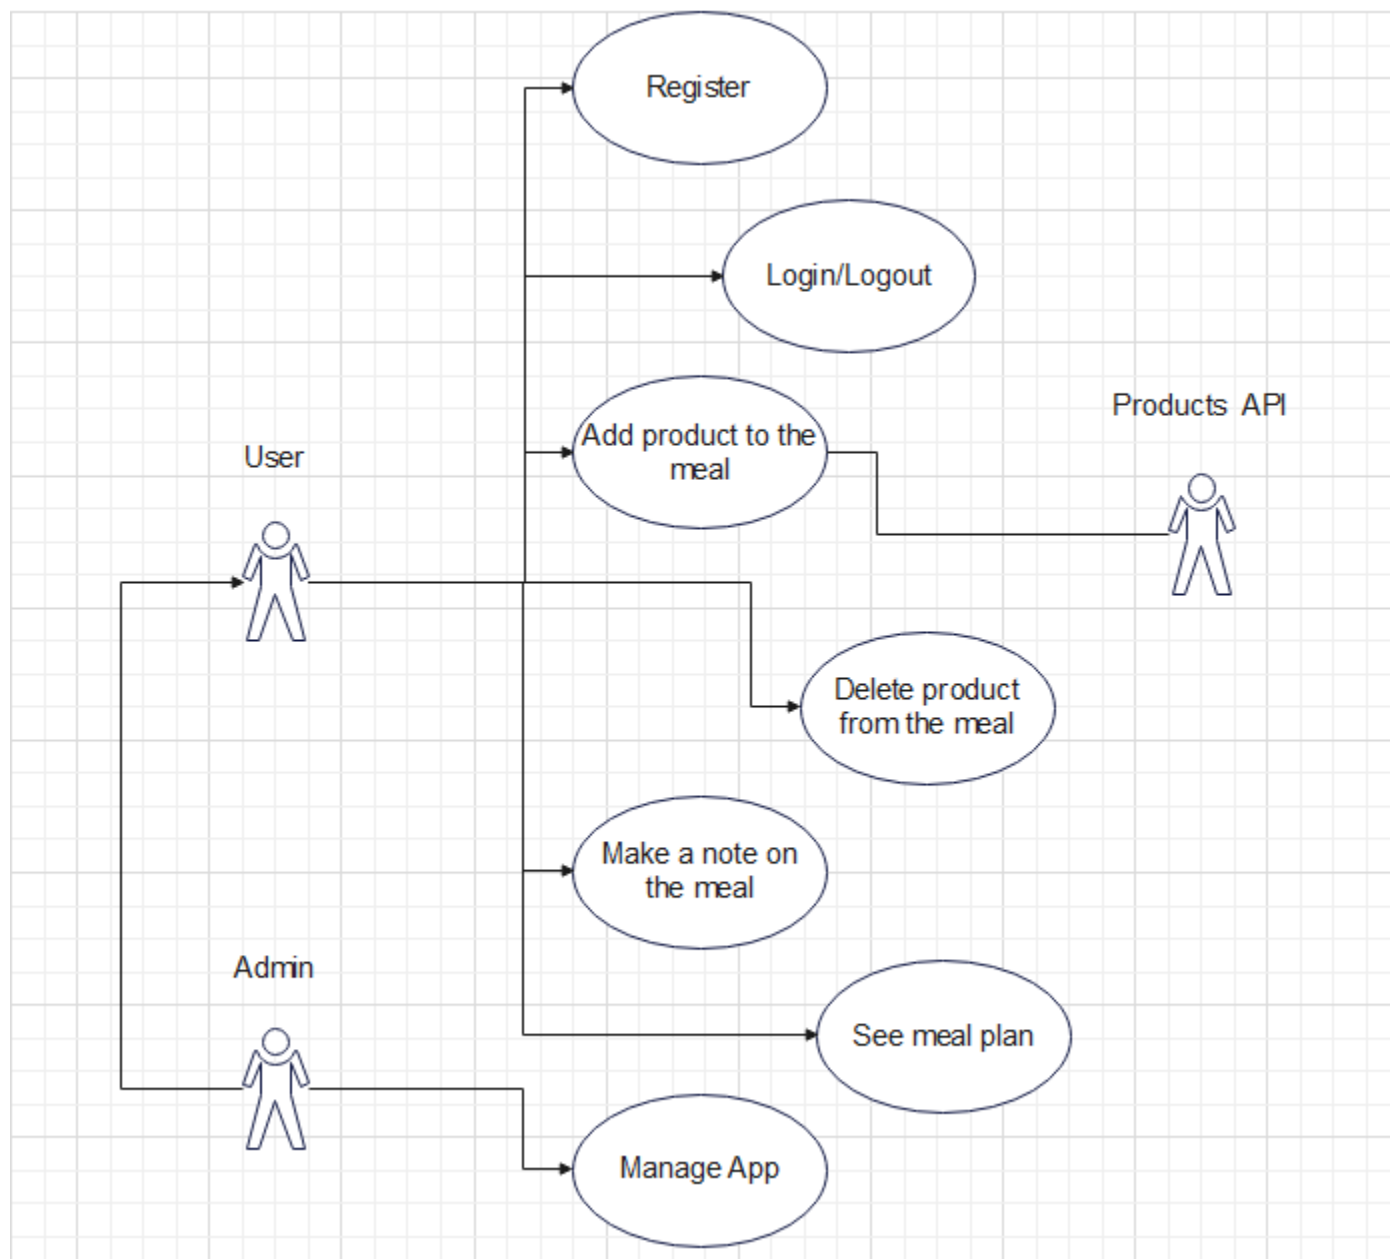 Register
Login/Logout
Products API
Add product to the
meal
User
Delete product
from the meal
Make a note on
the meal
Admin
See meal plan
Manage App